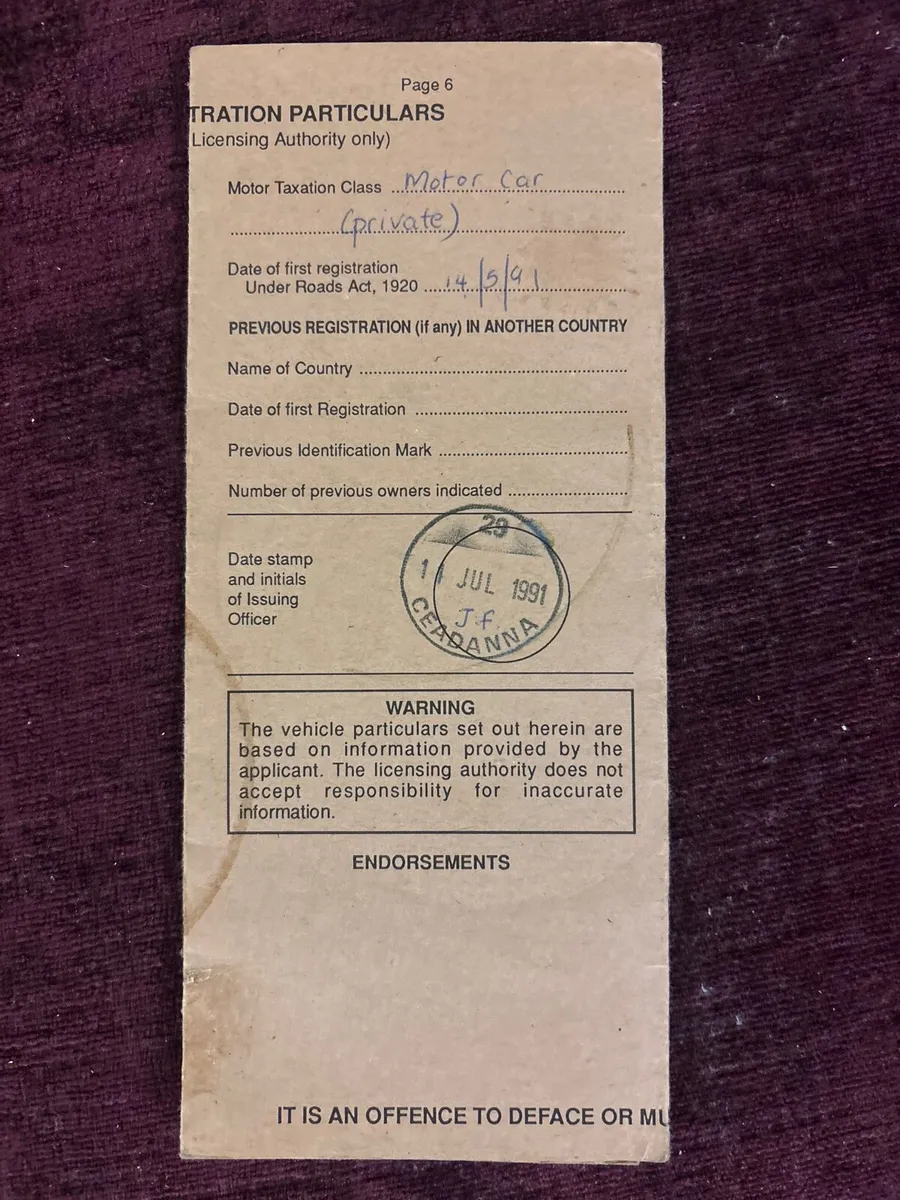 Page 6
TRATION PARTICULARS
Licensing Authority only)
Motor Taxation Class Motor Car
(private)
Date of first registration
Under Roads Act, 1920 14/5/91
PREVIOUS REGISTRATION (if any) IN ANOTHER COUNTRY
Name of Country
Date of first Registration
Previous Identification Mark
Number of previous owners indicated
Date stamp
and initials
of Issuing
Officer
29
JUL 1991
J.f.
CEADANNA
WARNING
The vehicle particulars set out herein are
based on information provided by the
applicant. The licensing authority does not
accept responsibility for inaccurate
information.
ENDORSEMENTS
IT IS AN OFFENCE TO DEFACE OR MU